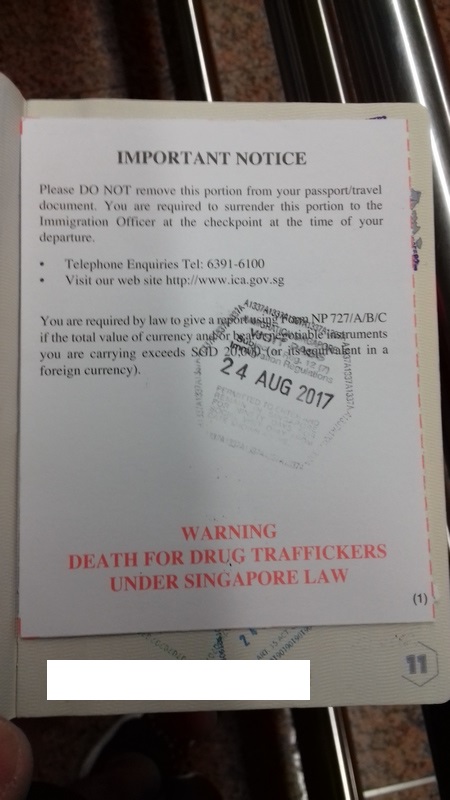 IMPORTANT NOTICE
Please DO NOT remove this portion from your passport/travel
document. You are required to surrender this portion to the
Immigration Officer at the checkpoint at the time of your
departure.
• Telephone Enquiries Tel: 6391-6100
• Visit our web site http://www.ica.gov.sg
You are required by law to give a report using Form NP 727/A/B/C
if the total value of currency and/or bearer negotiable instruments
you are carrying exceeds SGD 20,000 (or its equivalent in a
foreign currency).
24 AUG 2017
WARNING
DEATH FOR DRUG TRAFFICKERS
UNDER SINGAPORE LAW
(1)
11